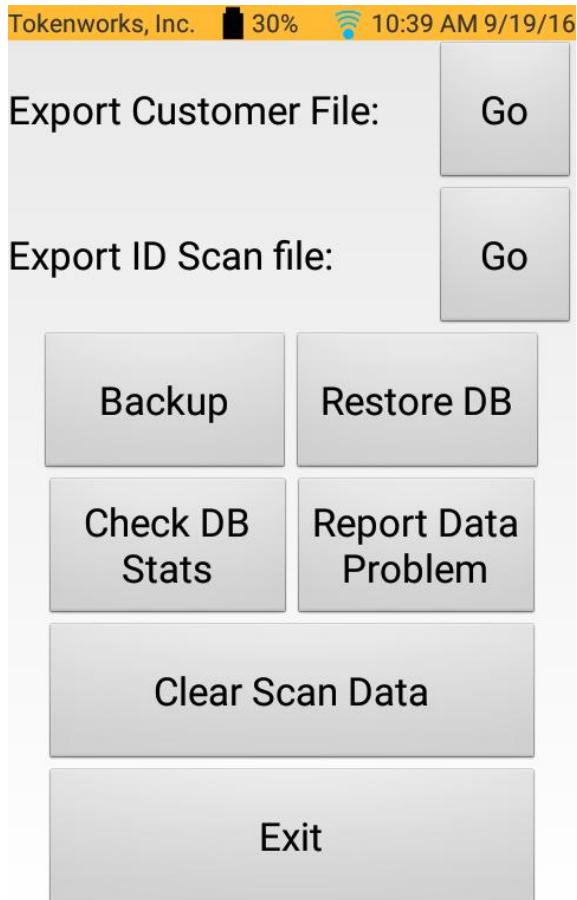 Tokenworks, Inc. 30% 10:39 AM 9/19/16
Export Customer File: Go
Export ID Scan file: Go
Backup Restore DB
Check DB Stats
Report Data Problem
Clear Scan Data
Exit